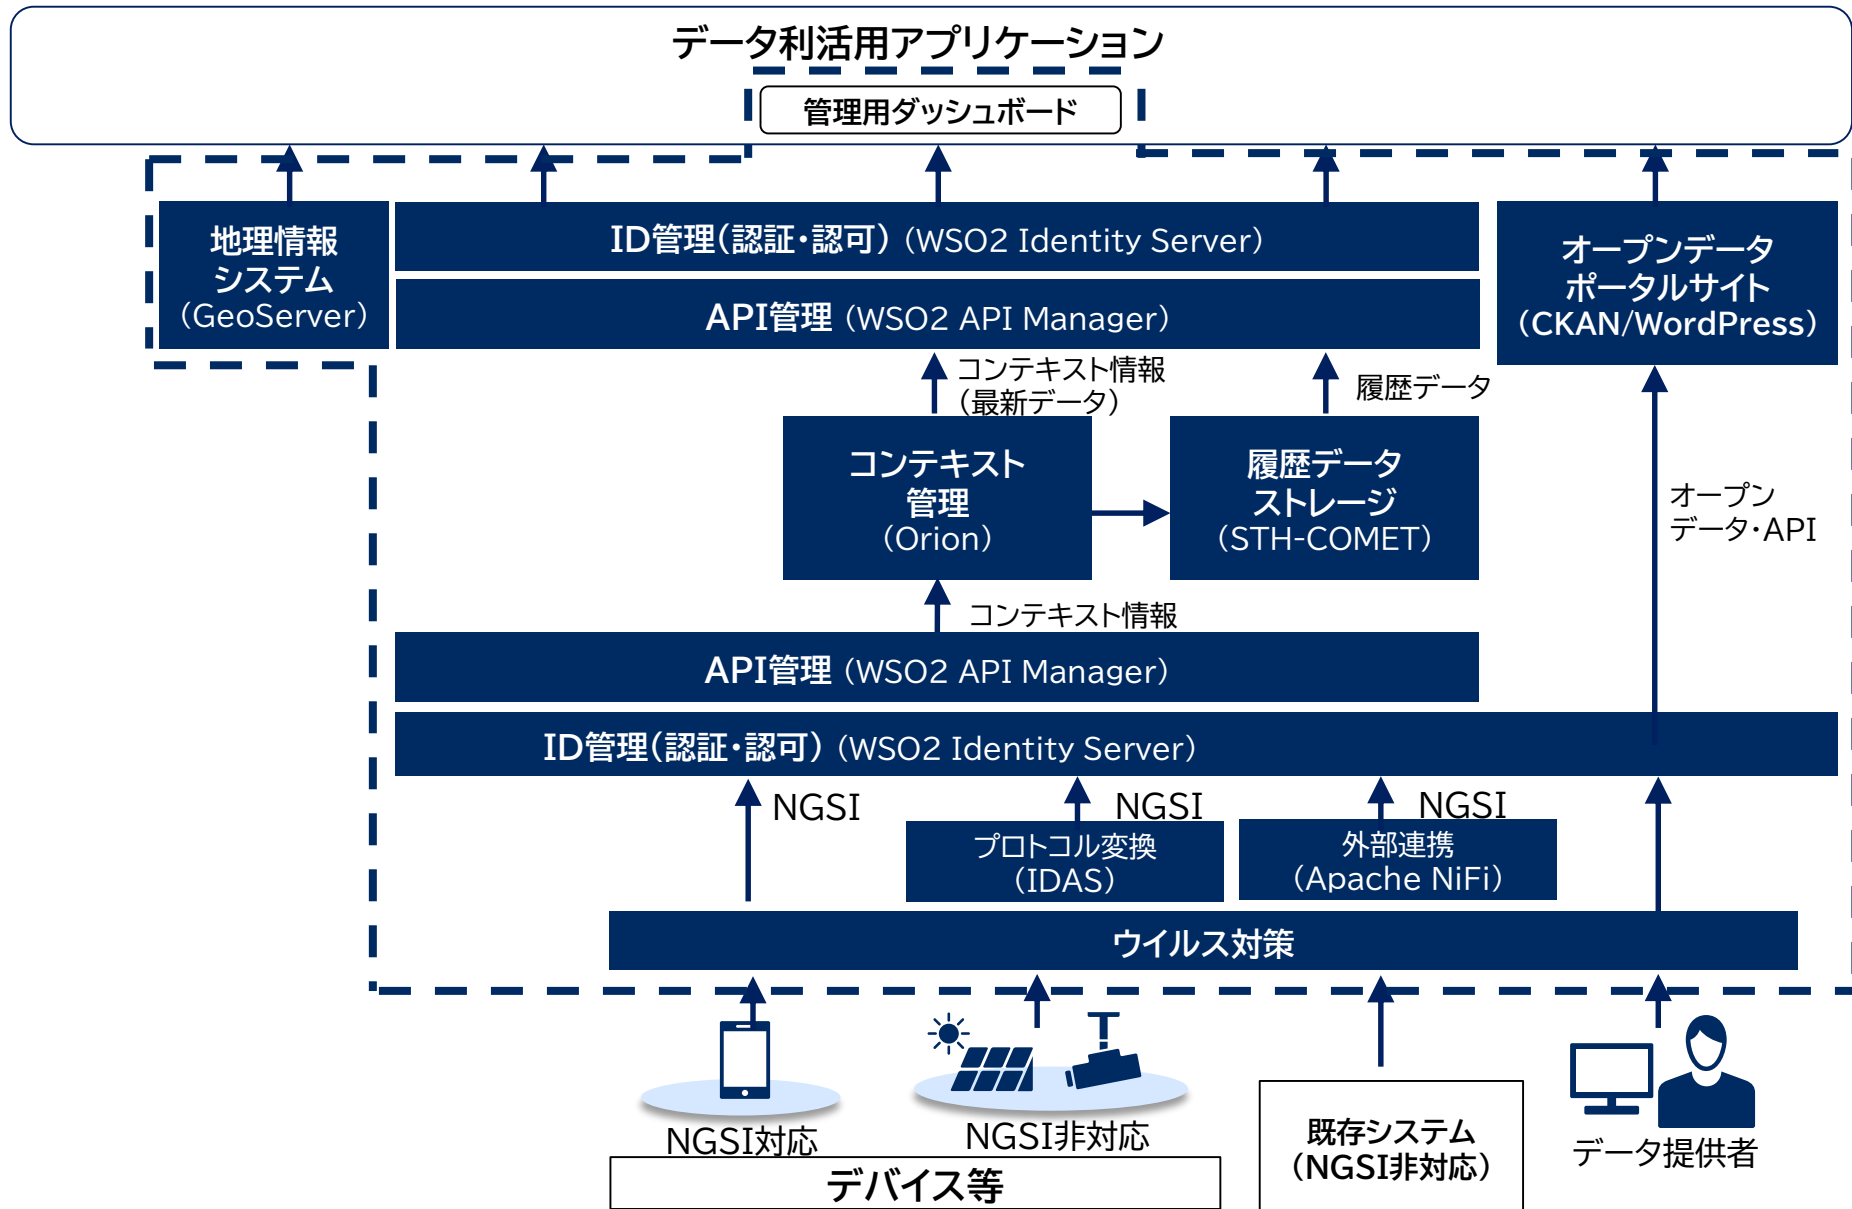 データ利活用アプリケーション
管理用ダッシュボード
地理情報
システム
（GeoServer）
ID管理（認証・認可）（WSO2 Identity Server）
API管理（WSO2 API Manager）
オープンデータ
ポータルサイト
（CKAN/WordPress）
コンテキスト情報
（最新データ）
履歴データ
コンテキスト
管理
（Orion）
履歴データ
ストレージ
（STH-COMET）
オープン
データ・API
コンテキスト情報
API管理（WSO2 API Manager）
ID管理（認証・認可）（WSO2 Identity Server）
NGSI
NGSI
NGSI
プロトコル変換
（IDAS）
外部連携
（Apache NiFi）
ウイルス対策
NGSI対応
NGSI非対応
デバイス等
既存システム
（NGSI非対応）
データ提供者